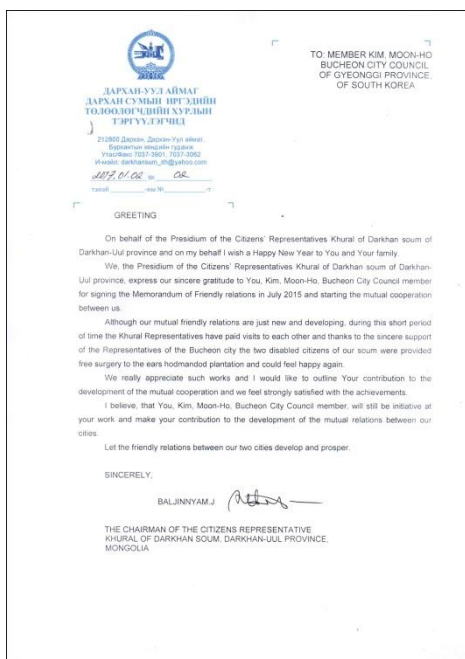 TO: MEMBER KIM, MOON-HO
BUCHEON CITY COUNCIL
OF GYEONGGI PROVINCE,
OF SOUTH KOREA
ДАРХАН-УУЛ АЙМАГ
ДАРХАН СУМЫН ИРГЭДИЙН
ТӨЛӨӨЛӨГЧДИЙН ХУРЛЫН
ТЭРГҮҮЛЭГЧИД
212800 Дархан, Дархан-Уул аймаг,
Бурхантын хөндийн гудамж
Утас/Факс 7037-3901, 7037-3062
И-мэйл: darkhansum_ith@yahoo.com
2017.01.02 № 02
танай -ны № -т
GREETING
On behalf of the Presidium of the Citizens' Representatives Khural of Darkhan soum of
Darkhan-Uul province and on my behalf I wish a Happy New Year to You and Your family.
We, the Presidium of the Citizens' Representatives Khural of Darkhan soum of Darkhan-
Uul province, express our sincere gratitude to You, Kim, Moon-Ho, Bucheon City Council member
for signing the Memorandum of Friendly relations in July 2015 and starting the mutual cooperation
between us.
Although our mutual friendly relations are just new and developing, during this short period
of time the Khural Representatives have paid visits to each other and thanks to the sincere support
of the Representatives of the Bucheon city the two disabled citizens of our soum were provided
free surgery to the ears hodmandod plantation and could feel happy again.
We really appreciate such works and I would like to outline Your contribution to the
development of the mutual cooperation and we feel strongly satisfied with the achievements.
I believe, that You, Kim, Moon-Ho, Bucheon City Council member, will still be initiative at
your work and make your contribution to the development of the mutual relations between our
cities.
Let the friendly relations between our two cities develop and prosper.
SINCERELY,
BALJINNYAM.J
THE CHAIRMAN OF THE CITIZENS REPRESENTATIVE
KHURAL OF DARKHAN SOUM, DARKHAN-UUL PROVINCE,
MONGOLIA